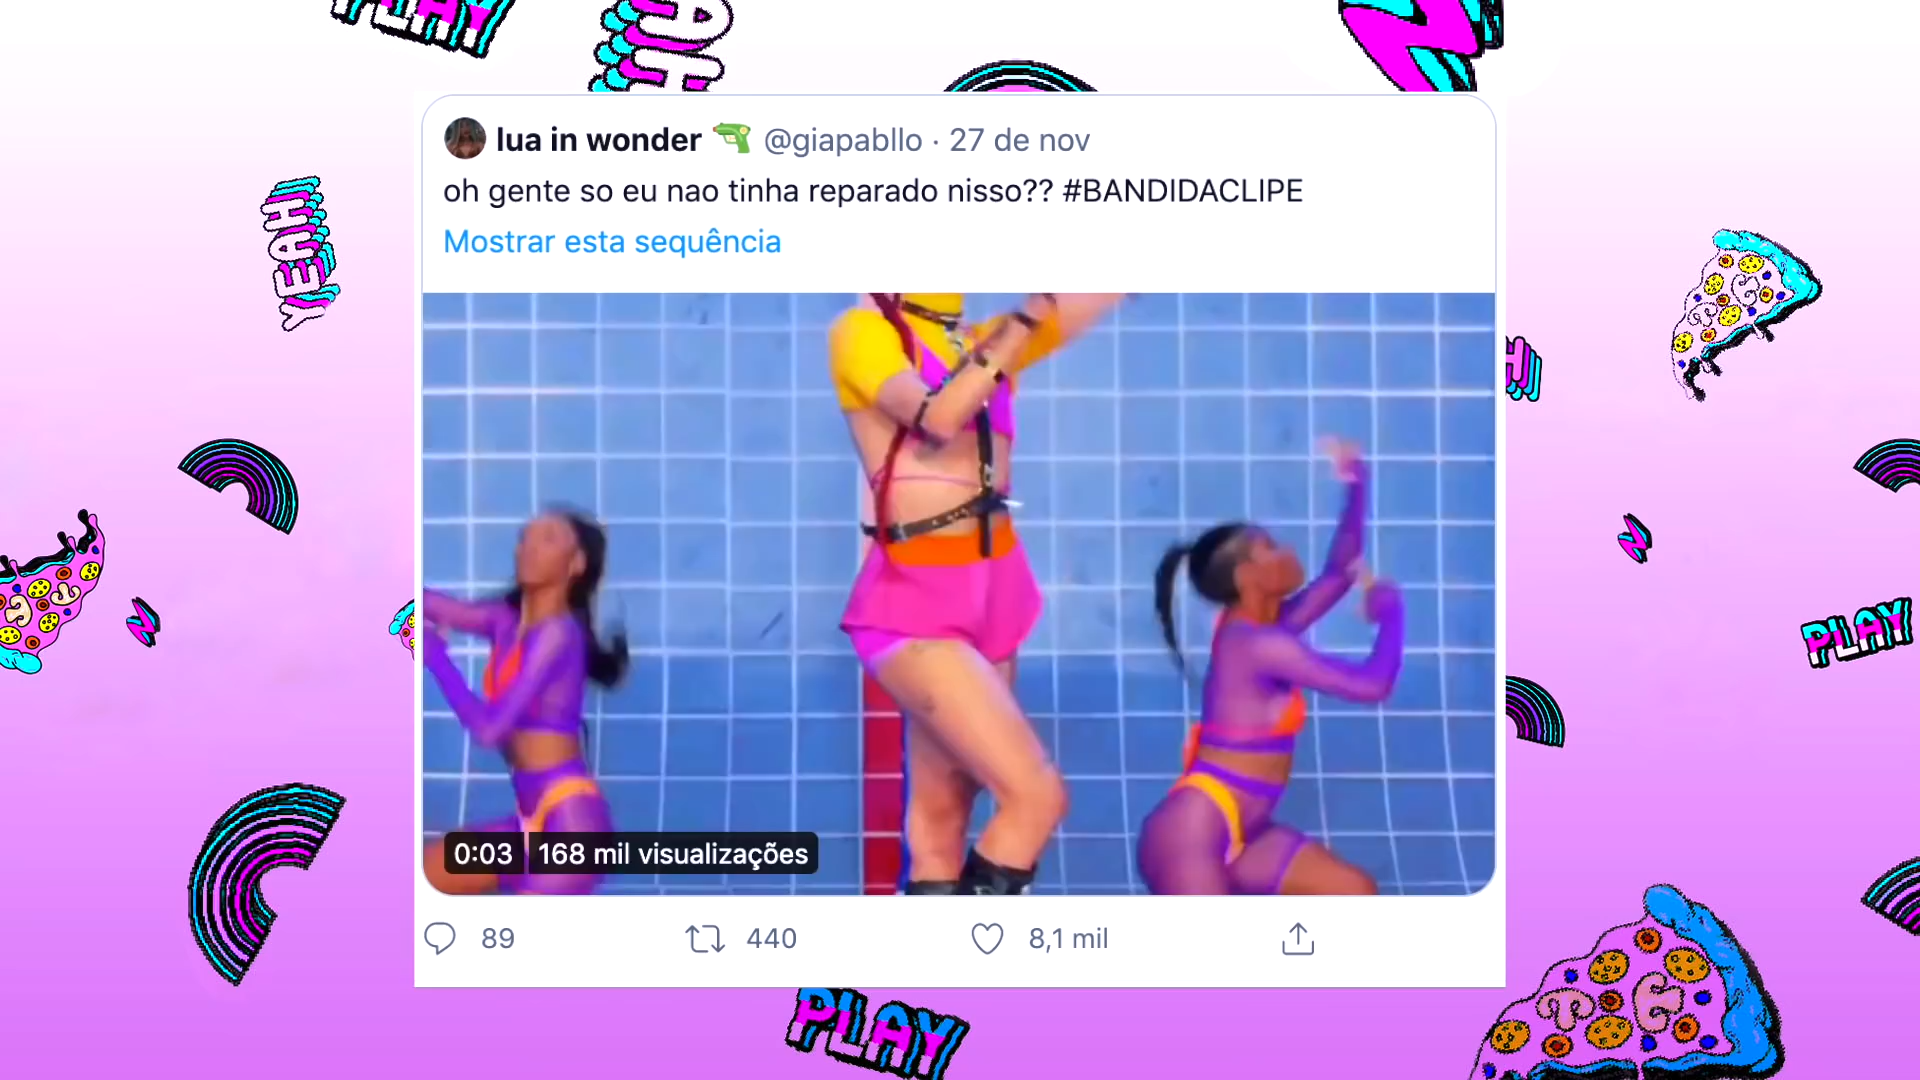 PLAY
YEAH!
lua in wonder @giapabllo · 27 de nov
oh gente so eu nao tinha reparado nisso?? #BANDIDACLIPE
Mostrar esta sequência
0:03 168 mil visualizações
89 440 8,1 mil
PLAY
PLAY